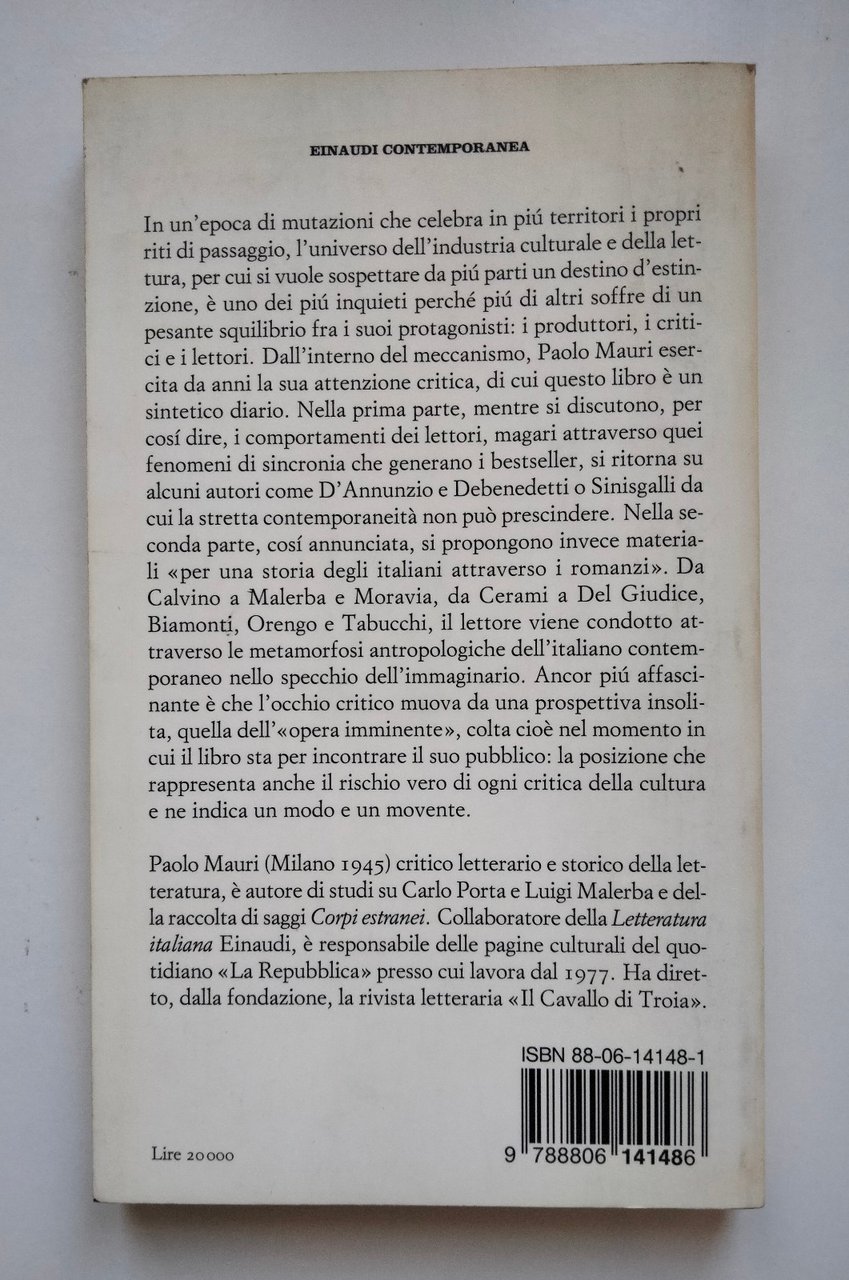 EINAUDI CONTEMPORANEA
In un'epoca di mutazioni che celebra in piú territori i propri
riti di passaggio, l'universo dell'industria culturale e della let-
tura, per cui si vuole sospettare da piú parti un destino d'estin-
zione, è uno dei piú inquieti perché piú di altri soffre di un
pesante squilibrio fra i suoi protagonisti: i produttori, i criti-
ci e i lettori. Dall'interno del meccanismo, Paolo Mauri eser-
cita da anni la sua attenzione critica, di cui questo libro è un
sintetico diario. Nella prima parte, mentre si discutono, per
cosí dire, i comportamenti dei lettori, magari attraverso quei
fenomeni di sincronia che generano i bestseller, si ritorna su
alcuni autori come D'Annunzio e Debenedetti o Sinisgalli da
cui la stretta contemporaneità non può prescindere. Nella se-
conda parte, cosí annunciata, si propongono invece materia-
li «per una storia degli italiani attraverso i romanzi». Da
Calvino a Malerba e Moravia, da Cerami a Del Giudice,
Biamonti, Orengo e Tabucchi, il lettore viene condotto at-
traverso le metamorfosi antropologiche dell'italiano contem-
poraneo nello specchio dell'immaginario. Ancor piú affasci-
nante è che l'occhio critico muova da una prospettiva insoli-
ta, quella dell'«opera imminente», colta cioè nel momento in
cui il libro sta per incontrare il suo pubblico: la posizione che
rappresenta anche il rischio vero di ogni critica della cultura
e ne indica un modo e un movente.
Paolo Mauri (Milano 1945) critico letterario e storico della let-
teratura, è autore di studi su Carlo Porta e Luigi Malerba e del-
la raccolta di saggi Corpi estranei. Collaboratore della Letteratura
italiana Einaudi, è responsabile delle pagine culturali del quo-
tidiano «La Repubblica» presso cui lavora dal 1977. Ha diret-
to, dalla fondazione, la rivista letteraria «Il Cavallo di Troia».
ISBN 88-06-14148-1
9 788806 141486
Lire 20000